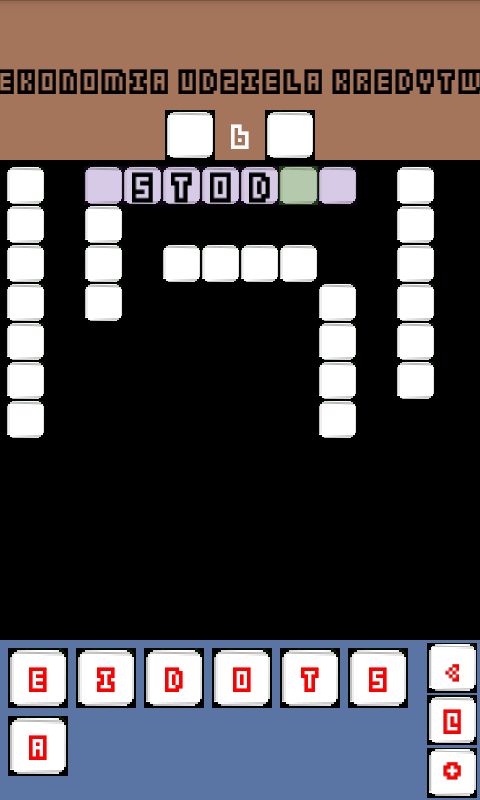 EKONOMIA UDZIELA KREDYTW
6
STOD
E I D O T S
A